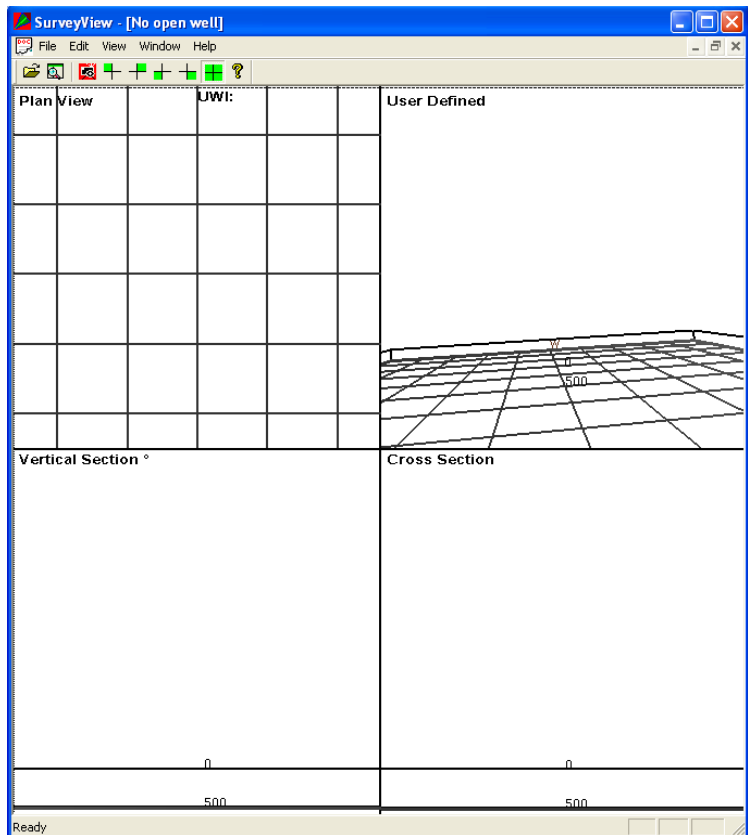 SurveyView - [No open well]
File Edit View Window Help
Plan View
UWI:
User Defined
W
0
500
Vertical Section °
Cross Section
0
0
500
500
Ready